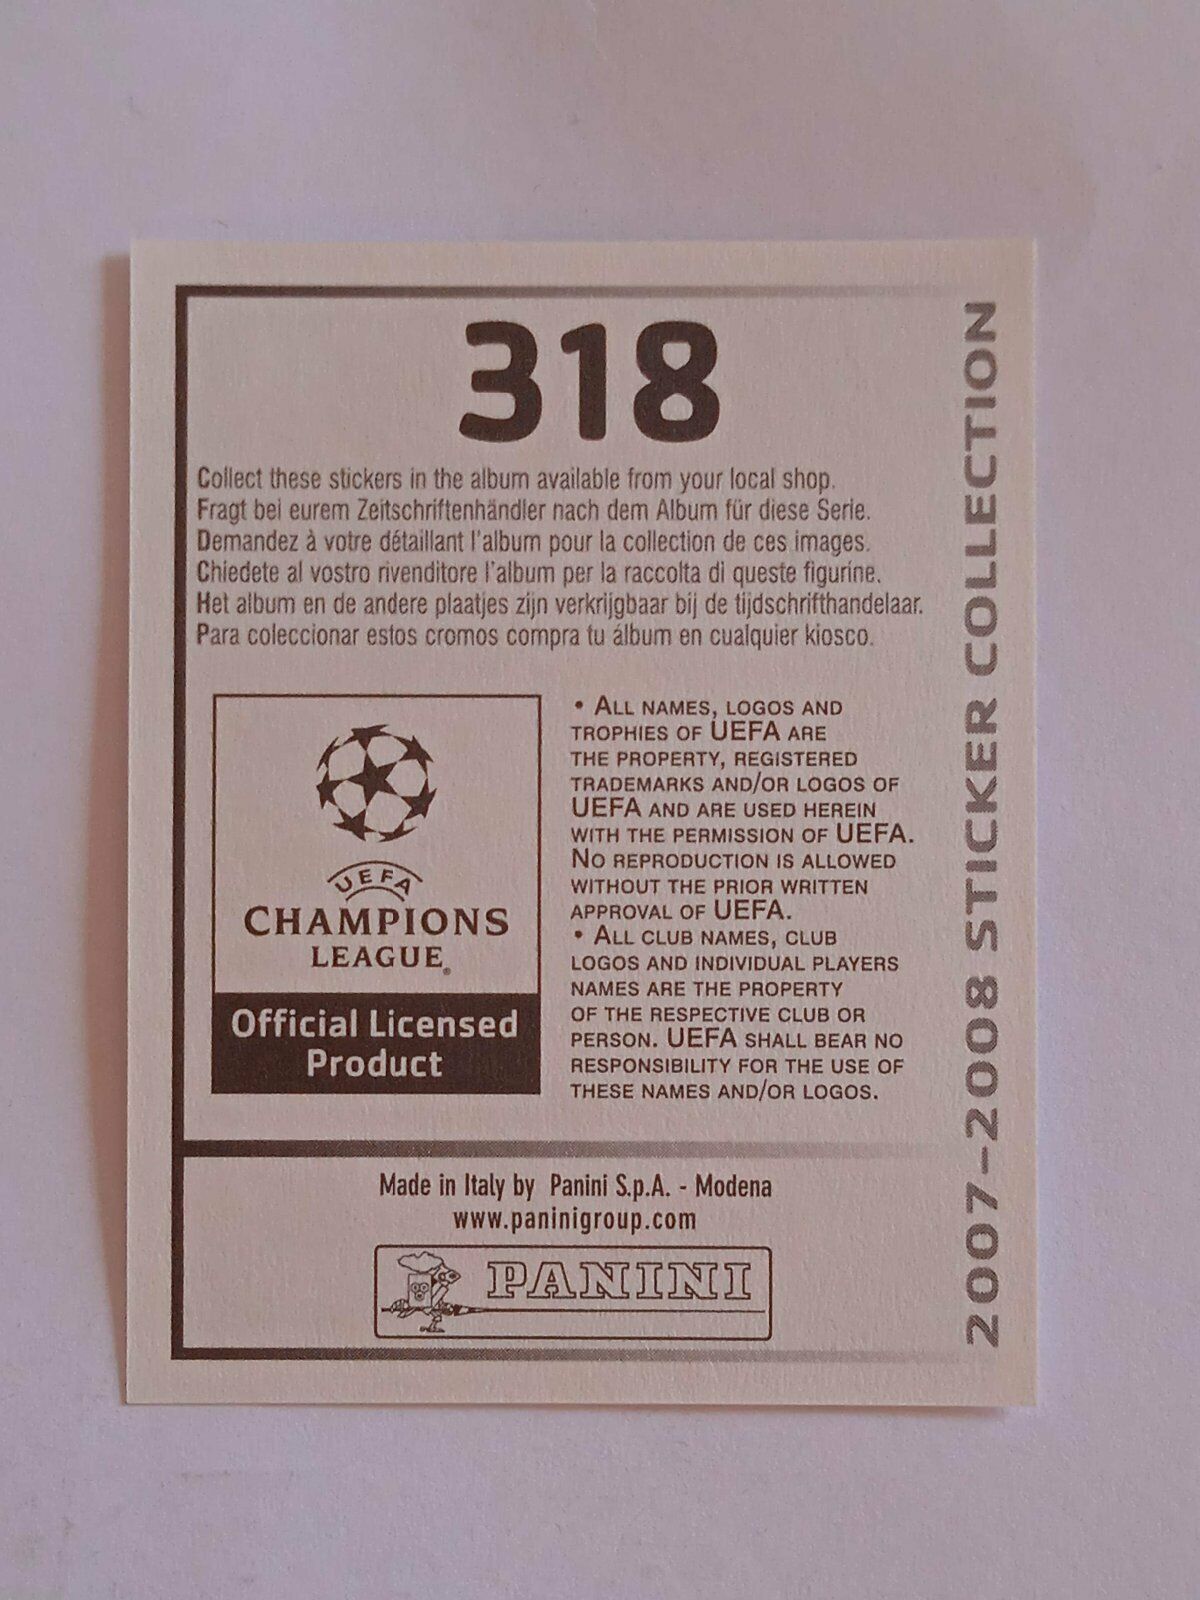 318
Collect these stickers in the album available from your local shop.
Fragt bei eurem Zeitschriftenhändler nach dem Album für diese Serie.
Demandez à votre détaillant l'album pour la collection de ces images.
Chiedete al vostro rivenditore l'album per la raccolta di queste figurine.
Het album en de andere plaatjes zijn verkrijgbaar bij de tijdschrifthandelaar.
Para coleccionar estos cromos compra tu álbum en cualquier kiosco.
UEFA
CHAMPIONS
LEAGUE®
Official Licensed
Product
• ALL NAMES, LOGOS AND
TROPHIES OF UEFA ARE
THE PROPERTY, REGISTERED
TRADEMARKS AND/OR LOGOS OF
UEFA AND ARE USED HEREIN
WITH THE PERMISSION OF UEFA.
NO REPRODUCTION IS ALLOWED
WITHOUT THE PRIOR WRITTEN
APPROVAL OF UEFA.
• ALL CLUB NAMES, CLUB
LOGOS AND INDIVIDUAL PLAYERS
NAMES ARE THE PROPERTY
OF THE RESPECTIVE CLUB OR
PERSON. UEFA SHALL BEAR NO
RESPONSIBILITY FOR THE USE OF
THESE NAMES AND/OR LOGOS.
Made in Italy by Panini S.p.A. - Modena
www.paninigroup.com
PANINI
2007-2008 STICKER COLLECTION